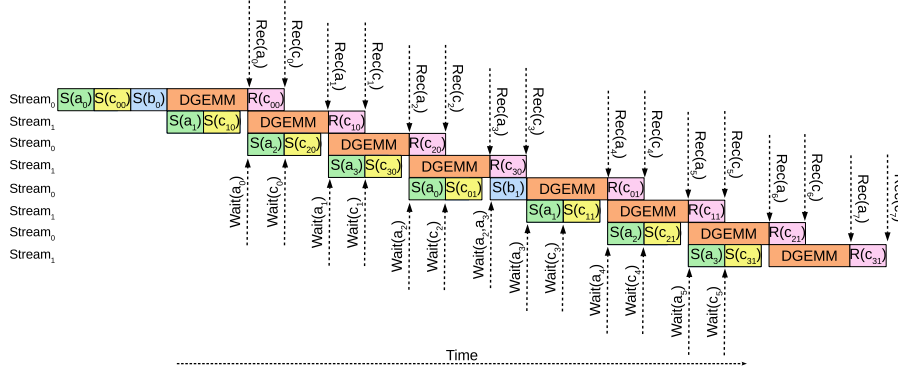 Rec(a0)
Rec(c0)
Rec(a1)
Rec(c1)
Rec(a2)
Rec(c2)
Rec(a3)
Rec(c3)
Rec(a4)
Rec(c4)
Rec(a5)
Rec(c5)
Rec(a6)
Rec(c6)
Rec(a7)
Rec(c7)
Stream0 S(a0) S(c00) S(b0) DGEMM R(c00)
Stream1 S(a1) S(c10) DGEMM R(c10)
Stream0 S(a2) S(c20) DGEMM R(c20)
Stream1 S(a3) S(c30) DGEMM R(c30)
Stream0 S(a0) S(c01) S(b1) DGEMM R(c01)
Stream1 S(a1) S(c11) DGEMM R(c11)
Stream0 S(a2) S(c21) DGEMM R(c21)
Stream1 S(a3) S(c31) DGEMM R(c31)
Wait(a0)
Wait(c0)
Wait(a1)
Wait(c1)
Wait(a2)
Wait(c2)
Wait(a2,a3)
Wait(a5)
Wait(c3)
Wait(a4)
Wait(c4)
Wait(a5)
Wait(c5)
Time